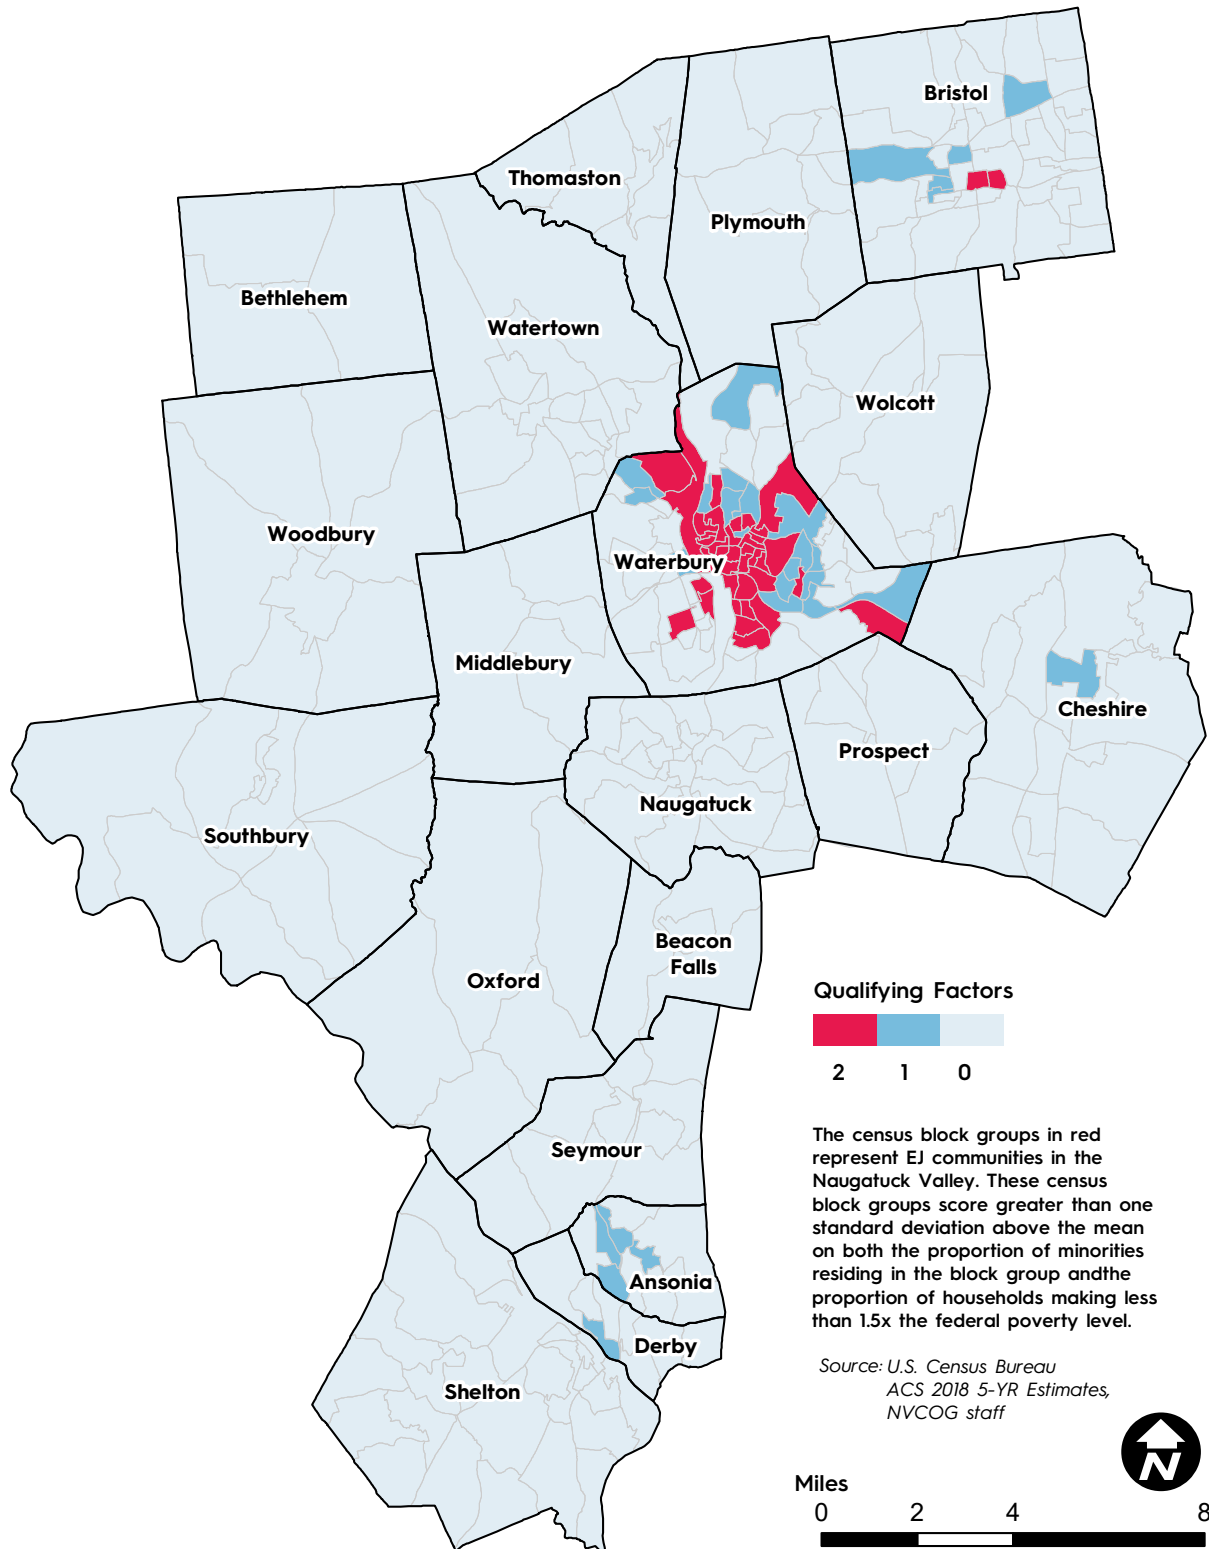 Bristol
Thomaston
Plymouth
Bethlehem
Watertown
Wolcott
Woodbury
Waterbury
Middlebury
Cheshire
Prospect
Naugatuck
Southbury
Beacon
Falls
Oxford
Qualifying Factors
2 1 0
The census block groups in red
represent EJ communities in the
Naugatuck Valley. These census
block groups score greater than one
standard deviation above the mean
on both the proportion of minorities
residing in the block group andthe
proportion of households making less
than 1.5x the federal poverty level.
Seymour
Ansonia
Derby
Shelton
Source: U.S. Census Bureau
ACS 2018 5-YR Estimates,
NVCOG staff
N
Miles
0 2 4 8